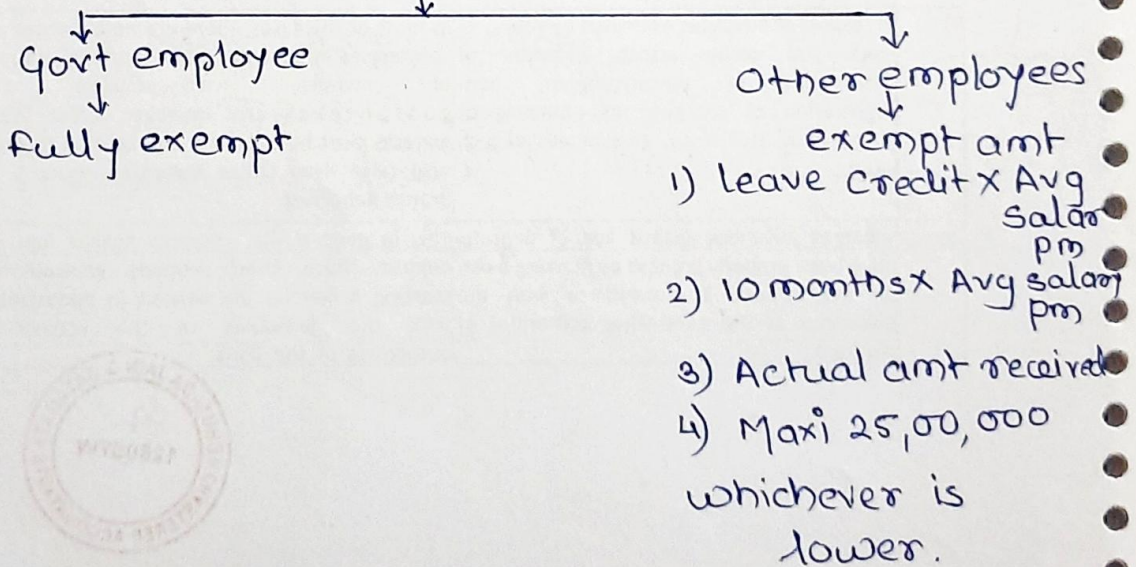 Govt employee
fully exempt
Other employees
exempt amt
1) leave credit x Avg
salar
pm
2) 10 months x Avg salary
pm
3) Actual amt received
4) Maxi 25,00,000
whichever is
lower.